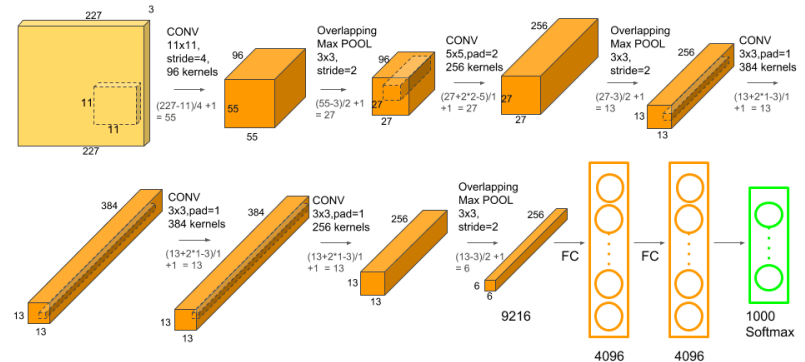 3
227
11
11
227
CONV
11x11,
stride=4,
96 kernels
(227-11)/4 +1
= 55
96
55
55
Overlapping
Max POOL
3x3,
stride=2
(55-3)/2 +1
= 27
96
27
27
CONV
5x5,pad=2
256 kernels
(27+2*2-5)/1
+1 = 27
256
27
27
Overlapping
Max POOL
3x3,
stride=2
(27-3)/2 +1
= 13
256
13
13
CONV
3x3,pad=1
384 kernels
(13+2*1-3)/1
+1 = 13
384
13
13
CONV
3x3,pad=1
384 kernels
(13+2*1-3)/1
+1 = 13
384
13
13
CONV
3x3,pad=1
256 kernels
(13+2*1-3)/1
+1 = 13
256
13
13
Overlapping
Max POOL
3x3,
stride=2
(13-3)/2 +1
= 6
256
6
6
9216
FC
4096
FC
4096
1000
Softmax